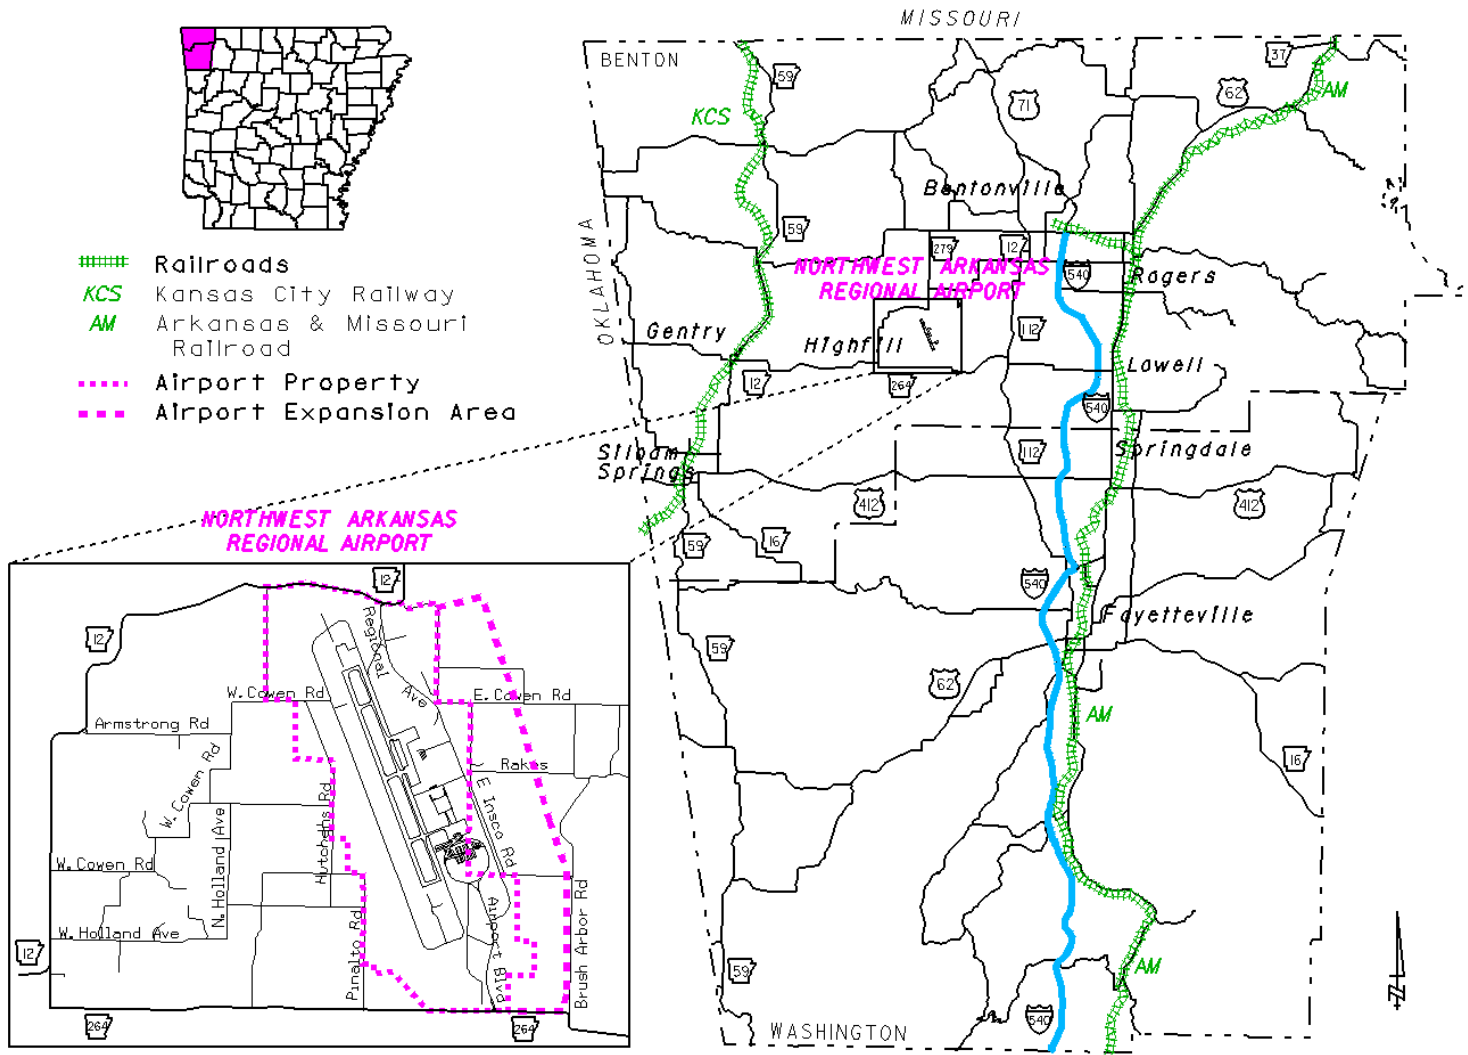 MISSOURI
BENTON
59
37
62
AM
71
KCS
Bentonville
59
OKLAHOMA
279
12
NORTHWEST ARKANSAS
REGIONAL AIRPORT
540
Rogers
Railroads
KCS Kansas City Railway
AM Arkansas & Missouri
Railroad
Airport Property
Airport Expansion Area
Gentry
Highfill
112
Lowell
12
264
540
Siloam
Springs
112
Springdale
412
412
NORTHWEST ARKANSAS
REGIONAL AIRPORT
59
16
540
Fayetteville
59
62
AM
16
59
AM
540
WASHINGTON
12
12
Regional Ave
W. Cowen Rd
E. Cowen Rd
Armstrong Rd
W. Cowen Rd
Rakes
E Insco Rd
Hutchens Rd
N. Holland Ave
W. Cowen Rd
W. Holland Ave
Pinalto Rd
Airport Blvd
Brush Arbor Rd
12
264
264
N